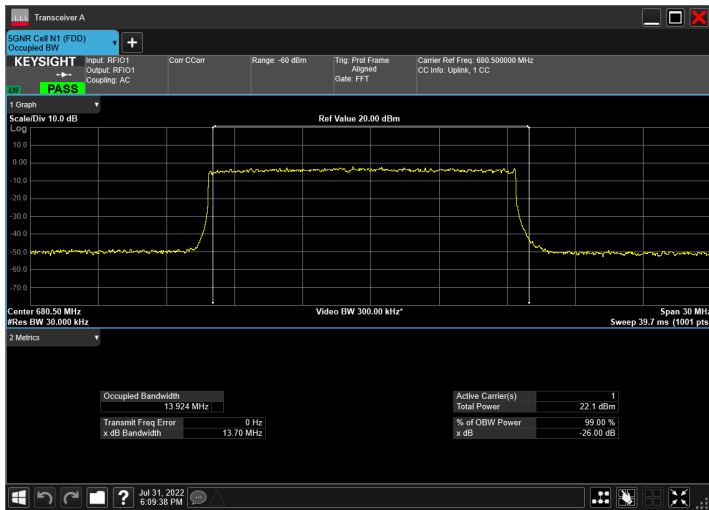 Transceiver A
5GNR Cell N1 (FDD)
Occupied BW
KEYSIGHT
LXI
PASS
Input: RFIO1
Output: RFIO1
Coupling: AC
Corr CCorr
Range: -60 dBm
Trig: Prot Frame
Aligned
Gate: FFT
Carrier Ref Freq: 680.500000 MHz
CC Info: Uplink, 1 CC
1 Graph
Scale/Div 10.0 dB
Ref Value 20.00 dBm
Log
10.0
0.00
-10.0
-20.0
-30.0
-40.0
-50.0
-60.0
-70.0
Center 680.50 MHz
Video BW 300.00 kHz*
Span 30 MHz
#Res BW 30.000 kHz
Sweep 39.7 ms (1001 pts
2 Metrics
Occupied Bandwidth
13.924 MHz
Active Carrier(s) 1
Total Power 22.1 dBm
Transmit Freq Error 0 Hz
x dB Bandwidth 13.70 MHz
% of OBW Power 99.00 %
x dB -26.00 dB
?
Jul 31, 2022
6:09:38 PM